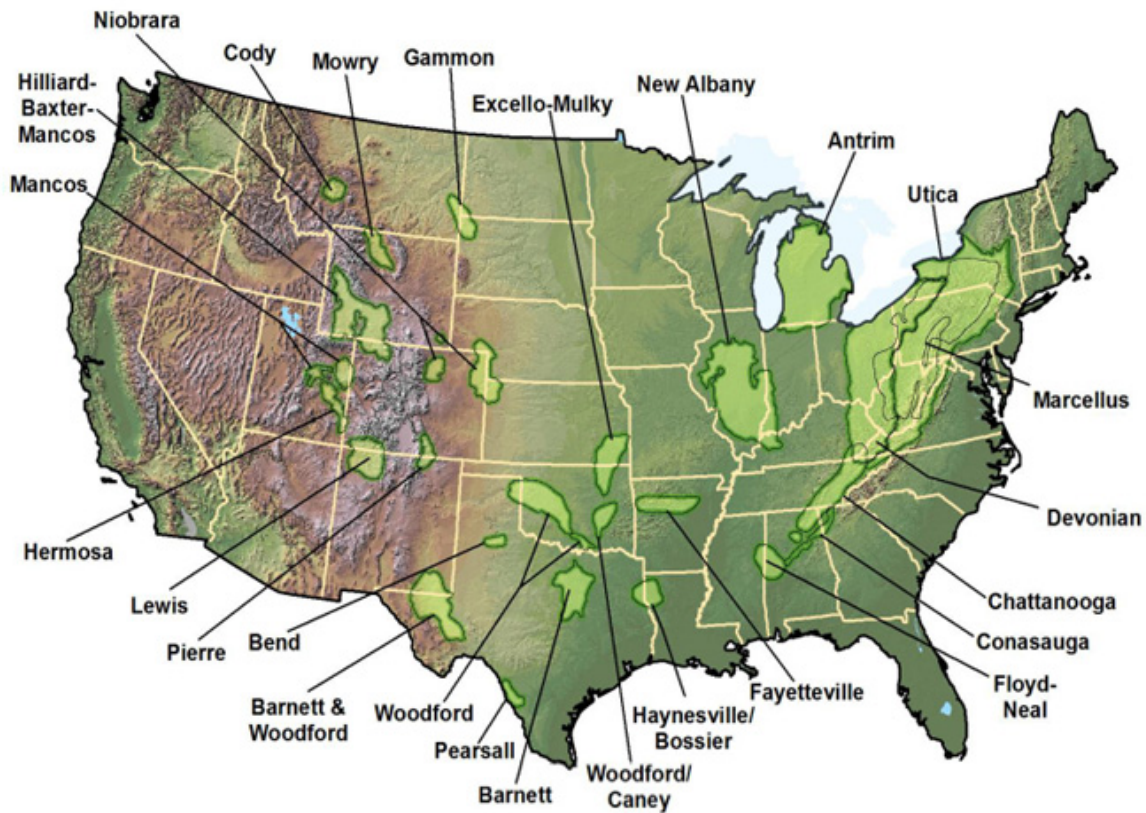 Niobrara
Cody
Mowry
Gammon
Hilliard-
Baxter-
Mancos
Excello-Mulky
New Albany
Antrim
Mancos
Utica
Marcellus
Devonian
Hermosa
Lewis
Chattanooga
Pierre
Bend
Conasauga
Barnett &
Woodford
Woodford
Fayetteville
Floyd-
Neal
Pearsall
Haynesville/
Bossier
Barnett
Woodford/
Caney